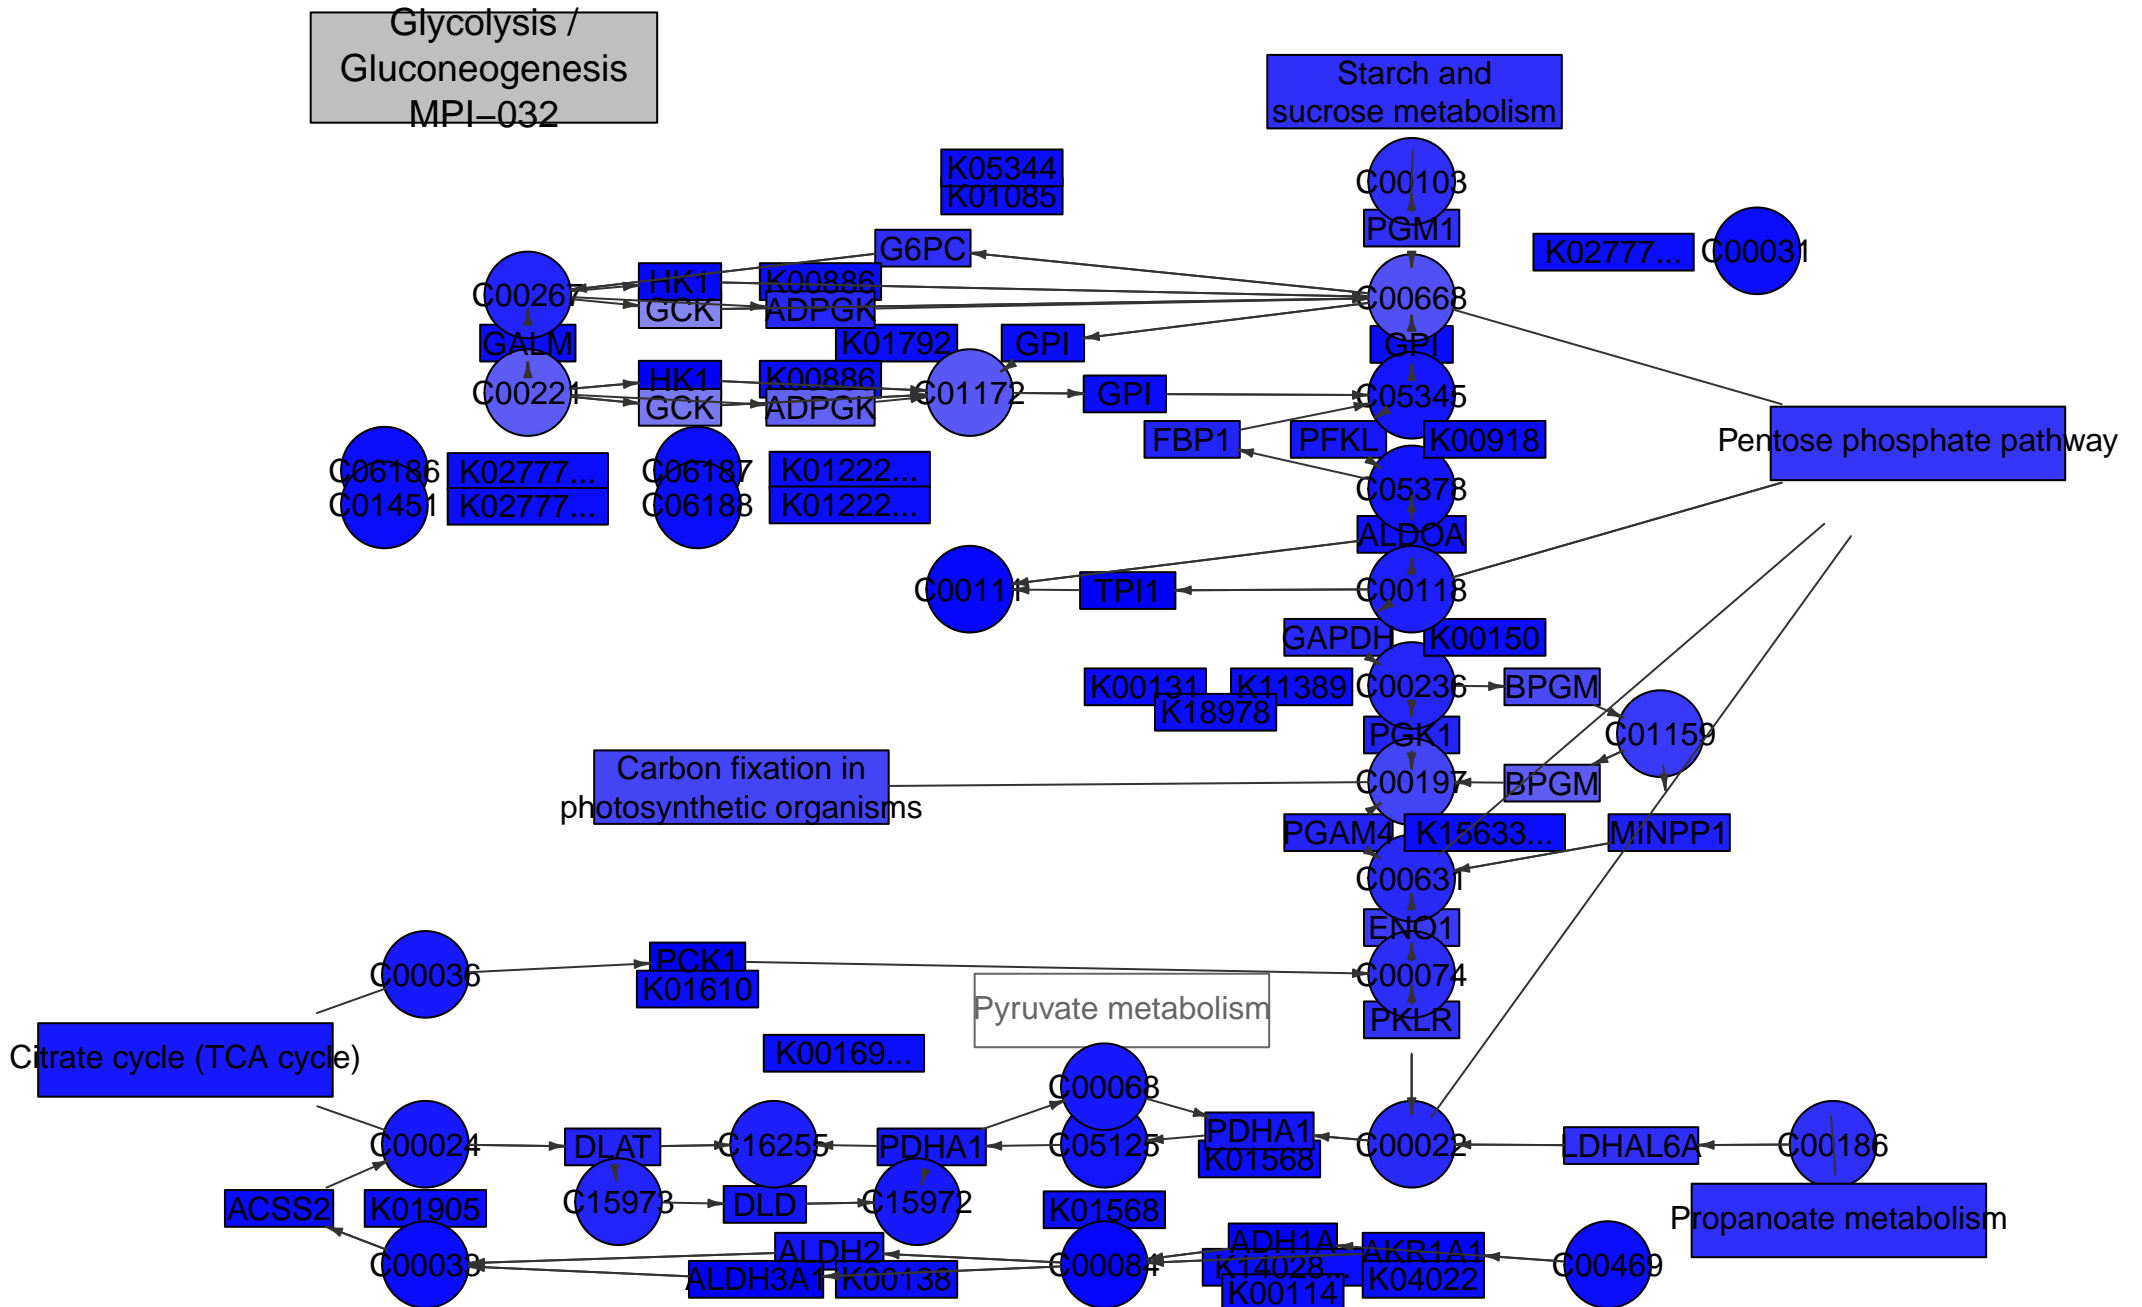 Glycolysis /
Gluconeogenesis
MPI−032
Starch and
sucrose metabolism
K05344
K01085
C00103
PGM1
G6PC
K02777...
C00031
C00267
HK1
K00886
GCK
ADPGK
C00668
GALM
K01792
GPI
GPI
C00221
HK1
K00886
GCK
ADPGK
C01172
GPI
C05345
FBP1
PFKL
K00918
Pentose phosphate pathway
C06186
K02777...
C06187
K01222...
C01451
K02777...
C06188
K01222...
C05378
ALDOA
C00111
TPI1
C00118
GAPDH
K00150
K00131
K11389
K18978
C00236
BPGM
PGK1
C01159
Carbon fixation in
photosynthetic organisms
C00197
BPGM
PGAM4
K15633...
MINPP1
C00631
ENO1
C00036
PCK1
K01610
C00074
Pyruvate metabolism
PKLR
Citrate cycle (TCA cycle)
K00169...
C00068
C00024
DLAT
C16255
PDHA1
C05125
PDHA1
K01568
C00022
LDHAL6A
C00186
ACSS2
K01905
C15973
DLD
C15972
K01568
Propanoate metabolism
C00033
ALDH2
ALDH3A1
K00138
C00084
ADH1A
K14028...
K00114
AKR1A1
K04022
C00469